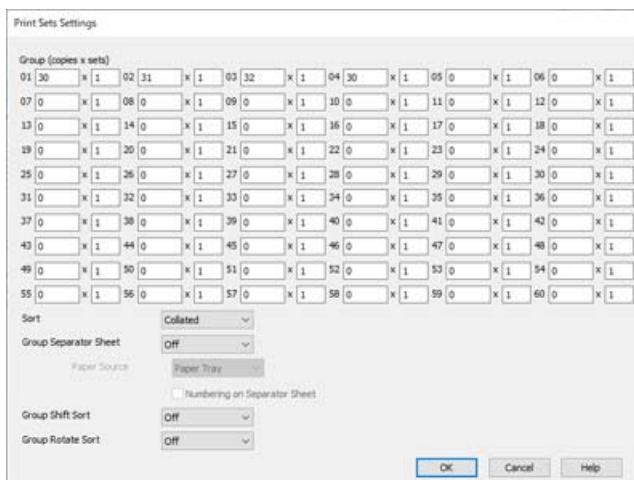 Print Sets Settings
Group (copies x sets)
01 30 x 1 02 31 x 1 03 32 x 1 04 30 x 1 05 0 x 1 06 0 x 1
07 0 x 1 08 0 x 1 09 0 x 1 10 0 x 1 11 0 x 1 12 0 x 1
13 0 x 1 14 0 x 1 15 0 x 1 16 0 x 1 17 0 x 1 18 0 x 1
19 0 x 1 20 0 x 1 21 0 x 1 22 0 x 1 23 0 x 1 24 0 x 1
25 0 x 1 26 0 x 1 27 0 x 1 28 0 x 1 29 0 x 1 30 0 x 1
31 0 x 1 32 0 x 1 33 0 x 1 34 0 x 1 35 0 x 1 36 0 x 1
37 0 x 1 38 0 x 1 39 0 x 1 40 0 x 1 41 0 x 1 42 0 x 1
43 0 x 1 44 0 x 1 45 0 x 1 46 0 x 1 47 0 x 1 48 0 x 1
49 0 x 1 50 0 x 1 51 0 x 1 52 0 x 1 53 0 x 1 54 0 x 1
55 0 x 1 56 0 x 1 57 0 x 1 58 0 x 1 59 0 x 1 60 0 x 1
Sort Collated
Group Separator Sheet Off
Paper Source Paper Tray
Numbering on Separator Sheet
Group Shift Sort Off
Group Rotate Sort Off
OK Cancel Help